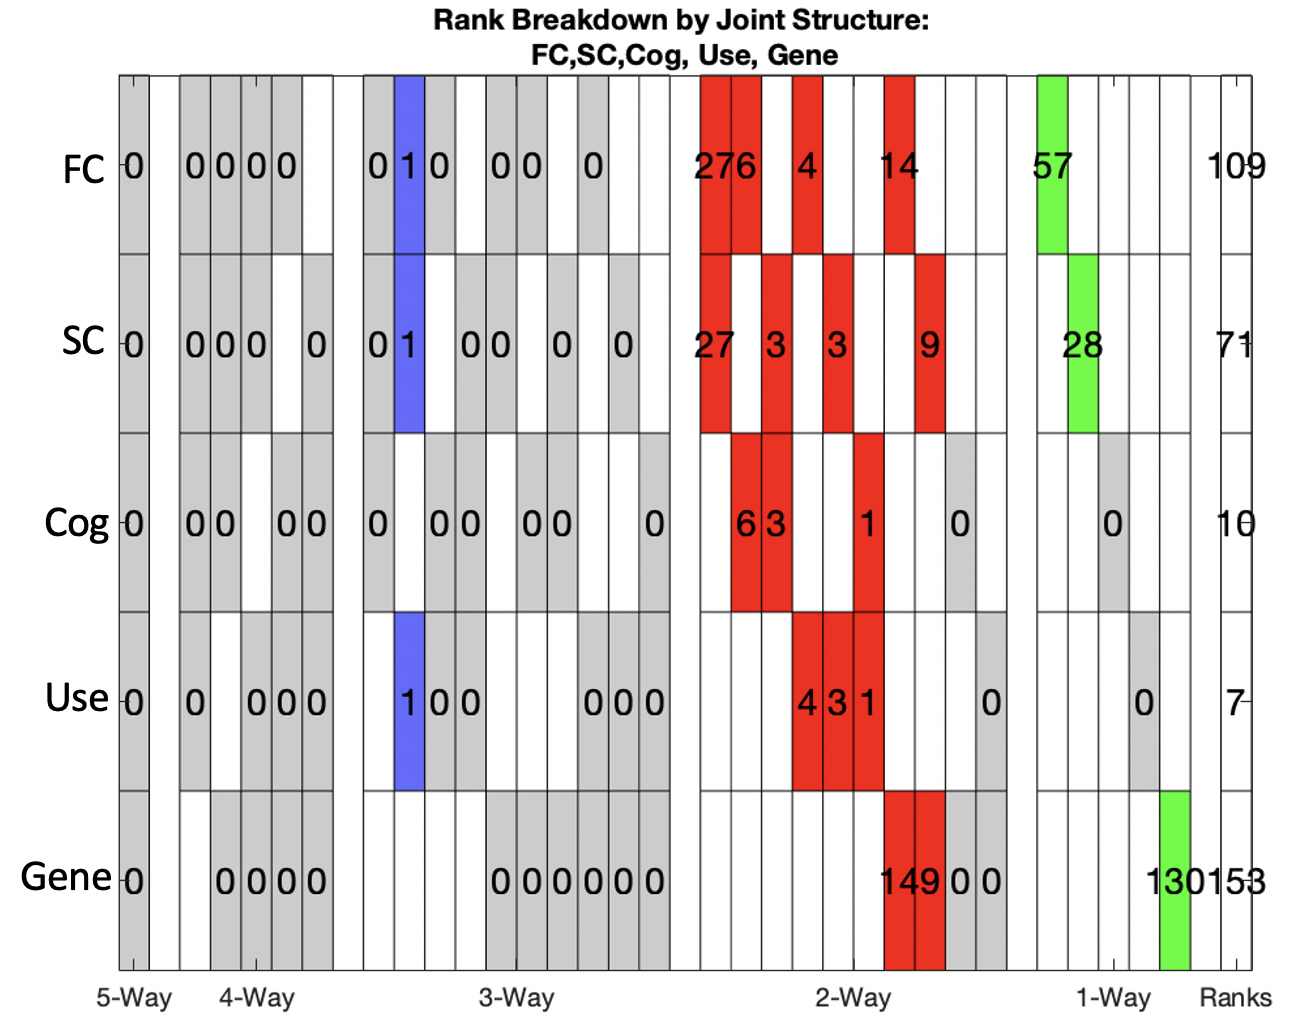 Rank Breakdown by Joint Structure:
FC,SC,Cog, Use, Gene
FC 0 0 0 0 0 0 1 0 0 0 0 27 6 4 14 57 109
SC 0 0 0 0 0 0 1 0 0 0 0 27 3 3 9 28 71
Cog 0 0 0 0 0 0 0 0 0 0 0 6 3 1 0 0 10
Use 0 0 0 0 0 1 0 0 0 0 0 4 3 1 0 0 7
Gene 0 0 0 0 0 0 0 0 0 0 0 14 9 0 0 130 153
5-Way 4-Way 3-Way 2-Way 1-Way Ranks